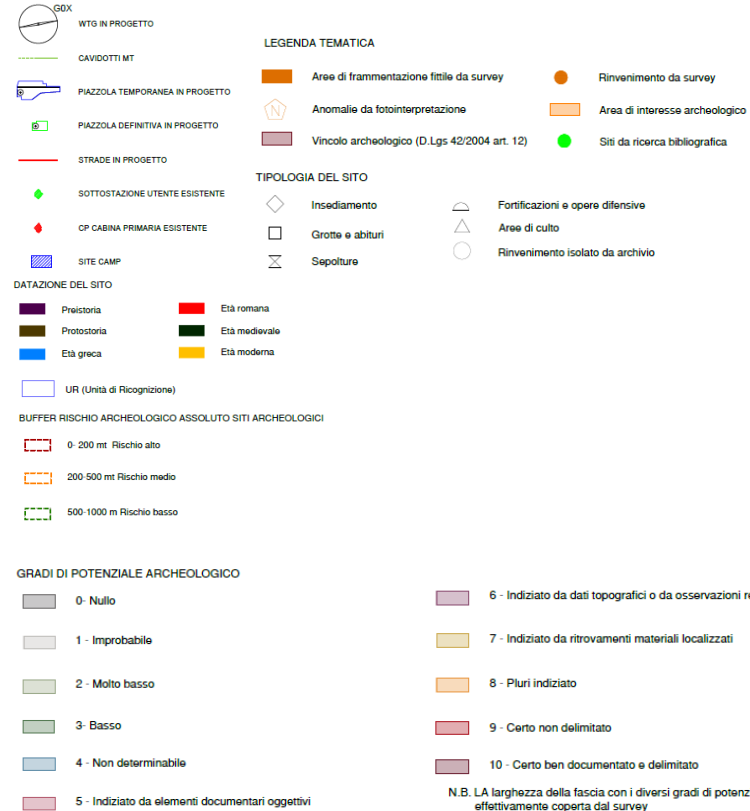 G0X
WTG IN PROGETTO
CAVIDOTTI MT
PIAZZOLA TEMPORANEA IN PROGETTO
PIAZZOLA DEFINITIVA IN PROGETTO
STRADE IN PROGETTO
SOTTOSTAZIONE UTENTE ESISTENTE
CP CABINA PRIMARIA ESISTENTE
SITE CAMP
LEGENDA TEMATICA
Aree di frammentazione fittile da survey
Rinvenimento da survey
N
Anomalie da fotointerpretazione
Area di interesse archeologico
Vincolo archeologico (D.Lgs 42/2004 art. 12)
Siti da ricerca bibliografica
TIPOLOGIA DEL SITO
Insediamento
Fortificazioni e opere difensive
Grotte e abituri
Aree di culto
Sepolture
Rinvenimento isolato da archivio
DATAZIONE DEL SITO
Preistoria
Età romana
Protostoria
Età medievale
Età greca
Età moderna
UR (Unità di Ricognizione)
BUFFER RISCHIO ARCHEOLOGICO ASSOLUTO SITI ARCHEOLOGICI
0- 200 mt Rischio alto
200-500 mt Rischio medio
500-1000 m Rischio basso
GRADI DI POTENZIALE ARCHEOLOGICO
0- Nullo
1 - Improbabile
2 - Molto basso
3- Basso
4 - Non determinabile
5 - Indiziato da elementi documentari oggettivi
6 - Indiziato da dati topografici o da osservazioni
7 - Indiziato da ritrovamenti materiali localizzati
8 - Pluri indiziato
9 - Certo non delimitato
10 - Certo ben documentato e delimitato
N.B. LA larghezza della fascia con i diversi gradi di
effettivamente coperta dal survey